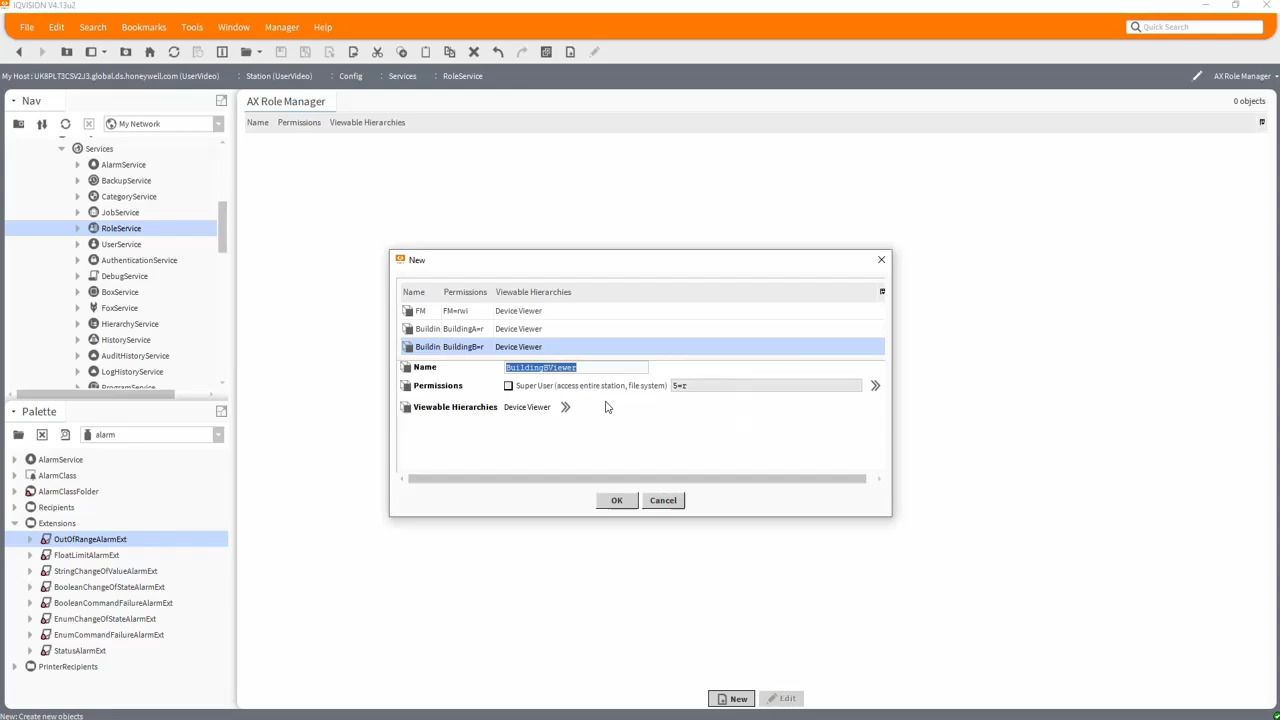 IQVISION V4.13u2
File Edit Search Bookmarks Tools Window Manager Help
Quick Search
My Host : UK8PLT3CSV2J3.global.ds.honeywell.com (UserVideo) Station (UserVideo) Config Services RoleService
AX Role Manager
Nav
My Network
Services
AlarmService
BackupService
CategoryService
JobService
RoleService
UserService
AuthenticationService
DebugService
BoxService
FoxService
HierarchyService
HistoryService
AuditHistoryService
LogHistoryService
ProgramService
Palette
alarm
AlarmService
AlarmClass
AlarmClassFolder
Recipients
Extensions
OutOfRangeAlarmExt
FloatLimitAlarmExt
StringChangeOfValueAlarmExt
BooleanChangeOfStateAlarmExt
BooleanCommandFailureAlarmExt
EnumChangeOfStateAlarmExt
EnumCommandFailureAlarmExt
StatusAlarmExt
PrinterRecipients
AX Role Manager
0 objects
Name Permissions Viewable Hierarchies
New
Name Permissions Viewable Hierarchies
FM FM=rwi Device Viewer
Buildin BuildingA=r Device Viewer
Buildin BuildingB=r Device Viewer
Name BuildingBViewer
Permissions Super User (access entire station, file system) 5=r
Viewable Hierarchies Device Viewer
OK Cancel
New Edit
New: Create new objects